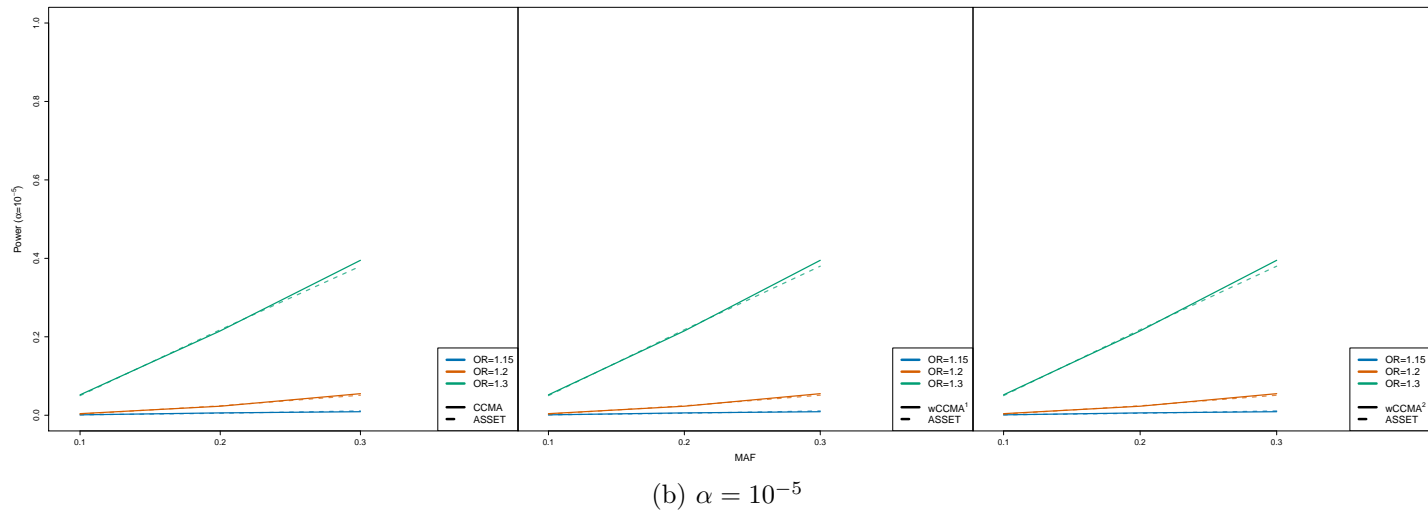 Power (α=10⁻⁵)
1.0
0.8
0.6
0.4
0.2
0.0
OR=1.15
OR=1.2
OR=1.3
CCMA
ASSET
0.1 0.2 0.3
OR=1.15
OR=1.2
OR=1.3
wCCMA¹
ASSET
0.1 0.2 0.3
OR=1.15
OR=1.2
OR=1.3
wCCMA²
ASSET
0.1 0.2 0.3
MAF
(b) α = 10⁻⁵